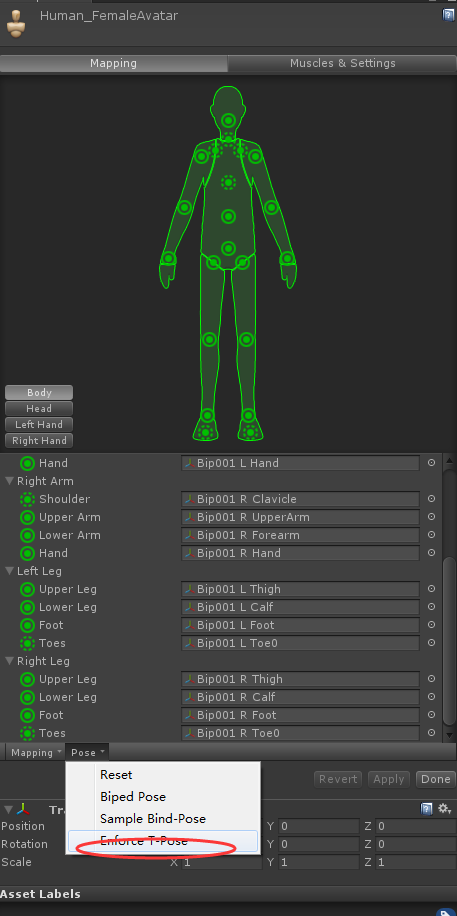 Human_FemaleAvatar
Mapping Muscles & Settings
Body
Head
Left Hand
Right Hand
Hand Bip001 L Hand
Right Arm
Shoulder Bip001 R Clavicle
Upper Arm Bip001 R UpperArm
Lower Arm Bip001 R Forearm
Hand Bip001 R Hand
Left Leg
Upper Leg Bip001 L Thigh
Lower Leg Bip001 L Calf
Foot Bip001 L Foot
Toes Bip001 L Toe0
Right Leg
Upper Leg Bip001 R Thigh
Lower Leg Bip001 R Calf
Foot Bip001 R Foot
Toes Bip001 R Toe0
Mapping Pose
Reset
Biped Pose
Sample Bind-Pose
Enforce T-Pose
Revert Apply Done
Position Y 0 Z 0
Rotation Y 0 Z 0
Scale X 1 Y 1 Z 1
Asset Labels